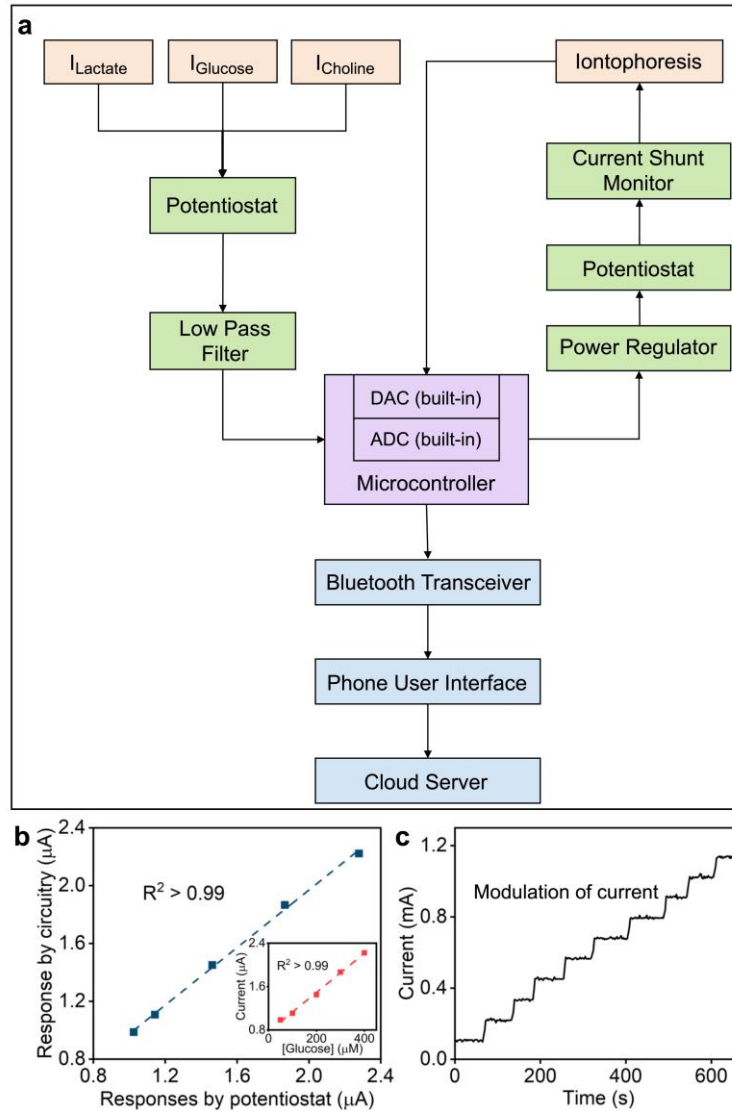 a
I_Lactate
I_Glucose
I_Choline
Iontophoresis
Current Shunt
Monitor
Potentiostat
Potentiostat
Low Pass
Filter
Power Regulator
DAC (built-in)
ADC (built-in)
Microcontroller
Bluetooth Transceiver
Phone User Interface
Cloud Server
b
Response by circuitry (μA)
2.4
2.0
1.6
1.2
0.8
R² > 0.99
Current (μA)
2.4
1.6
0.8
R² > 0.99
0 200 400
[Glucose] (μM)
0.8 1.2 1.6 2.0 2.4
Responses by potentiostat (μA)
c
Current (mA)
1.2
0.8
0.4
0.0
Modulation of current
0 200 400 600
Time (s)